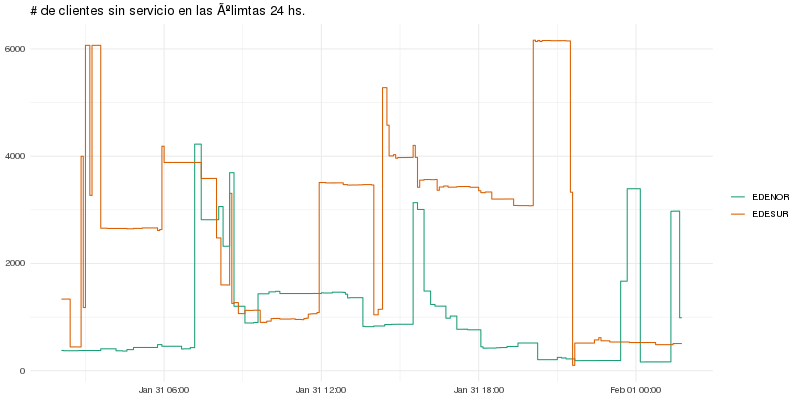 # de clientes sin servicio en las Ãºlimtas 24 hs.
6000
4000
2000
0
EDENOR
EDESUR
Jan 31 06:00
Jan 31 12:00
Jan 31 18:00
Feb 01 00:00